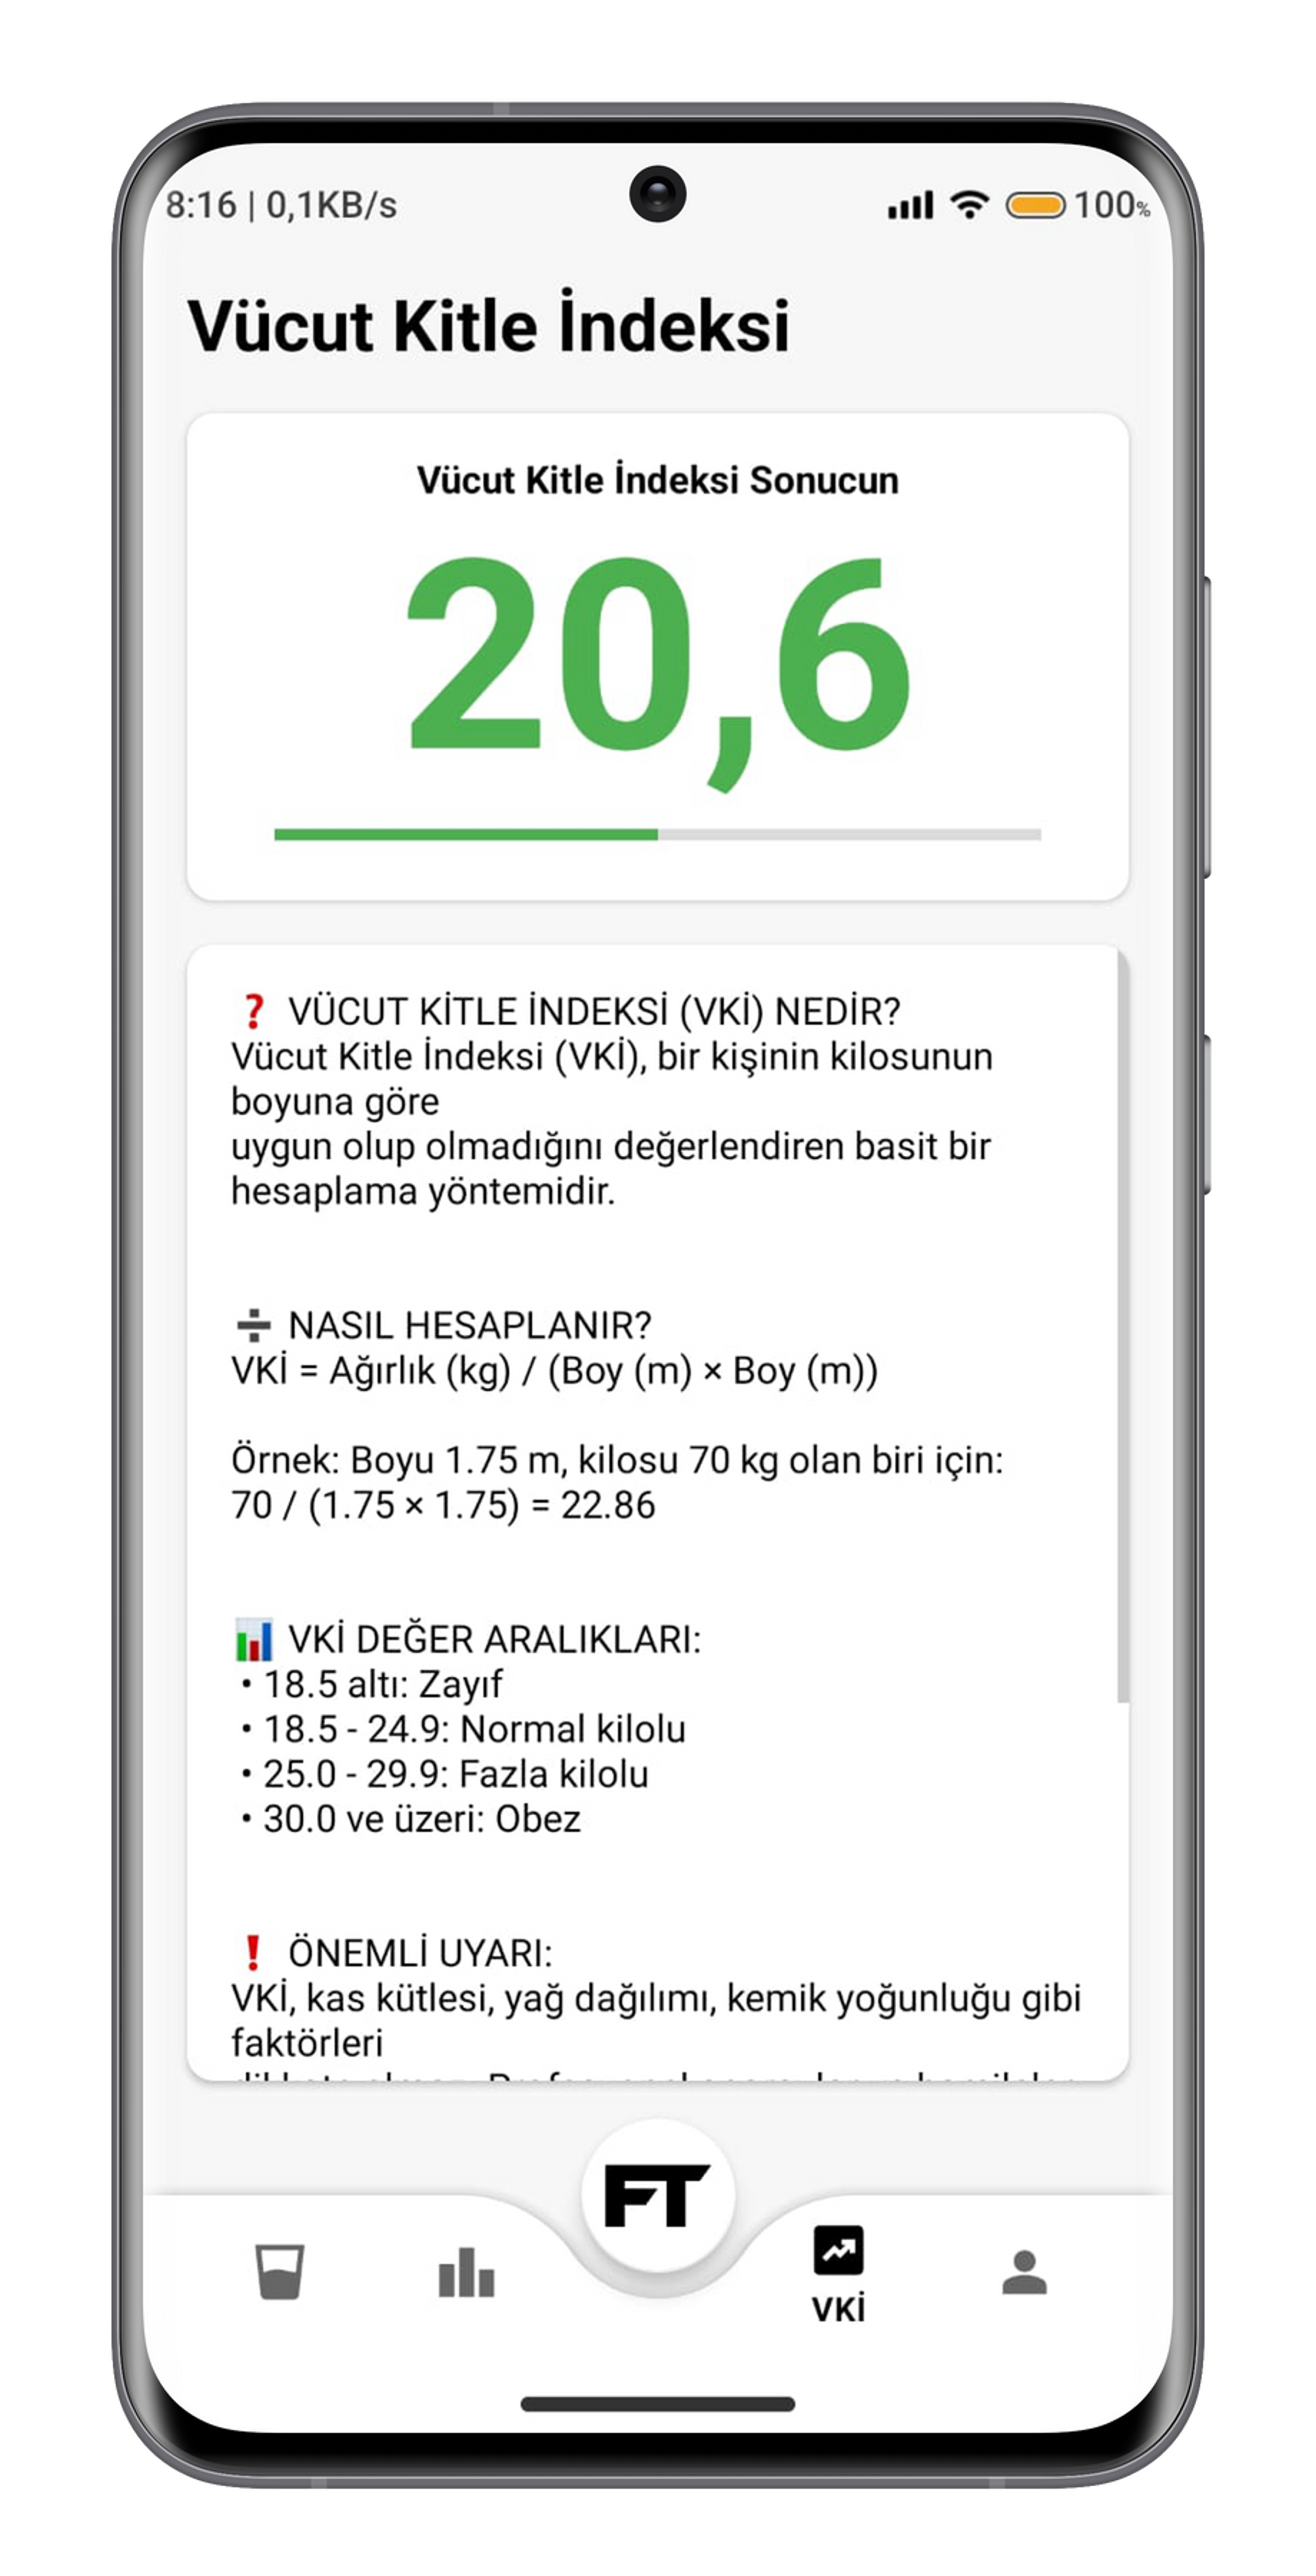 8:16 | 0,1KB/s
100%
Vücut Kitle İndeksi
Vücut Kitle İndeksi Sonucun
20,6
❓ VÜCUT KİTLE İNDEKSİ (VKİ) NEDİR?
Vücut Kitle İndeksi (VKİ), bir kişinin kilosunun
boyuna göre
uygun olup olmadığını değerlendiren basit bir
hesaplama yöntemidir.
➗ NASIL HESAPLANIR?
VKİ = Ağırlık (kg) / (Boy (m) × Boy (m))
Örnek: Boyu 1.75 m, kilosu 70 kg olan biri için:
70 / (1.75 × 1.75) = 22.86
📊 VKİ DEĞER ARALIKLARI:
• 18.5 altı: Zayıf
• 18.5 - 24.9: Normal kilolu
• 25.0 - 29.9: Fazla kilolu
• 30.0 ve üzeri: Obez
❗ ÖNEMLİ UYARI:
VKİ, kas kütlesi, yağ dağılımı, kemik yoğunluğu gibi
faktörleri
FT
VKİ